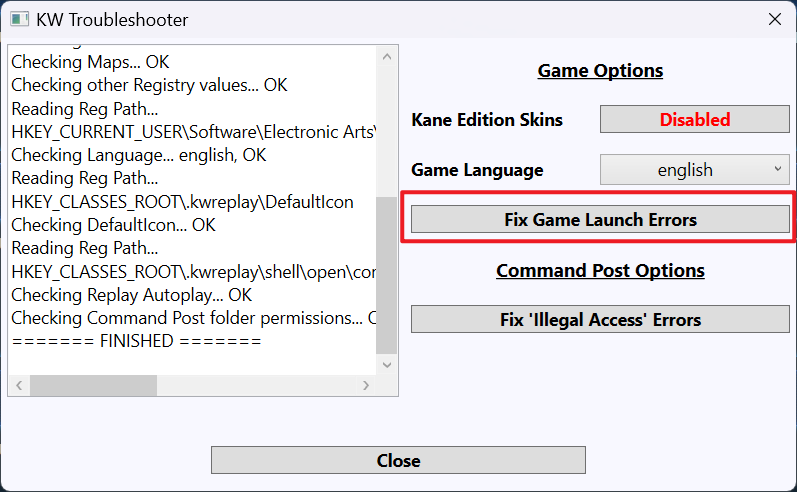 KW Troubleshooter
Checking Maps... OK
Checking other Registry values... OK
Reading Reg Path...
HKEY_CURRENT_USER\Software\Electronic Arts\
Checking Language... english, OK
Reading Reg Path...
HKEY_CLASSES_ROOT\.kwreplay\DefaultIcon
Checking DefaultIcon... OK
Reading Reg Path...
HKEY_CLASSES_ROOT\.kwreplay\shell\open\co
Checking Replay Autoplay... OK
Checking Command Post folder permissions...
======= FINISHED =======
Game Options
Kane Edition Skins
Disabled
Game Language
english
Fix Game Launch Errors
Command Post Options
Fix 'Illegal Access' Errors
Close